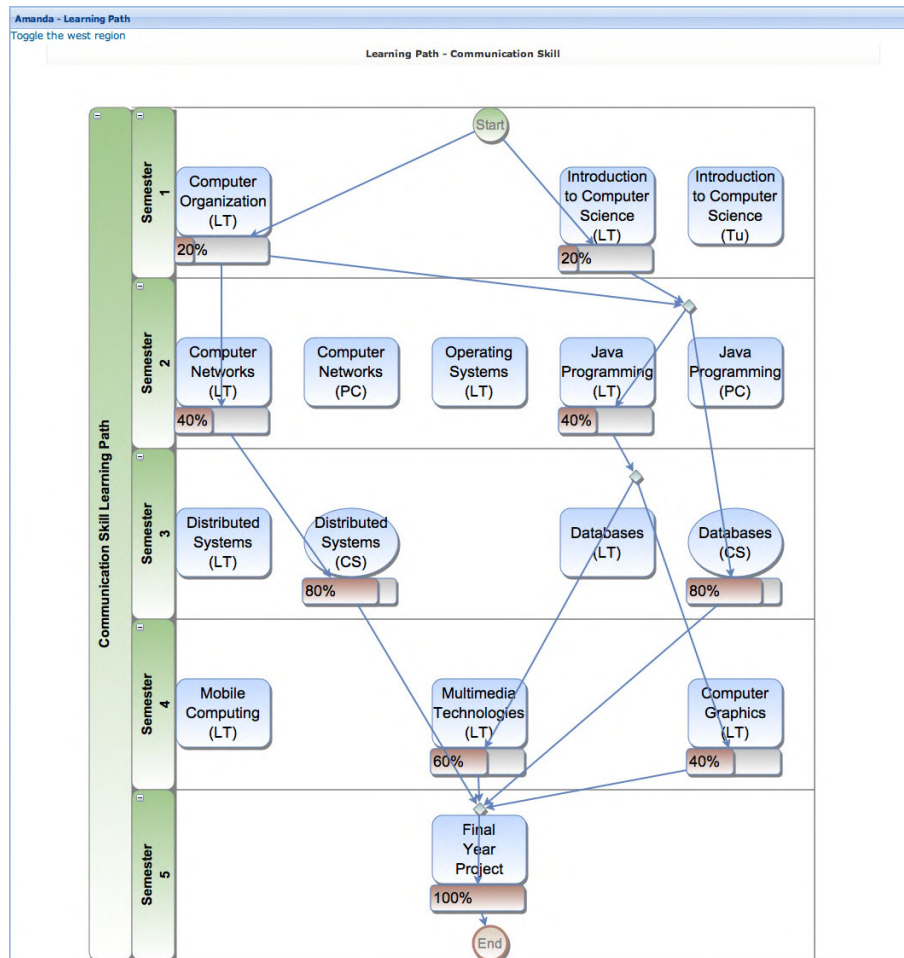 Amanda - Learning Path
Toggle the west region
Learning Path - Communication Skill
Communication Skill Learning Path
Start
Semester
1
Computer
Organization
(LT)
20%
Introduction
to Computer
Science
(LT)
20%
Introduction
to Computer
Science
(Tu)
Semester
2
Computer
Networks
(LT)
40%
Computer
Networks
(PC)
Operating
Systems
(LT)
Java
Programming
(LT)
40%
Java
Programming
(PC)
Semester
3
Distributed
Systems
(LT)
Distributed
Systems
(CS)
80%
Databases
(LT)
Databases
(CS)
80%
Semester
4
Mobile
Computing
(LT)
Multimedia
Technologies
(LT)
60%
Computer
Graphics
(LT)
40%
Semester
5
Final
Year
Project
100%
End